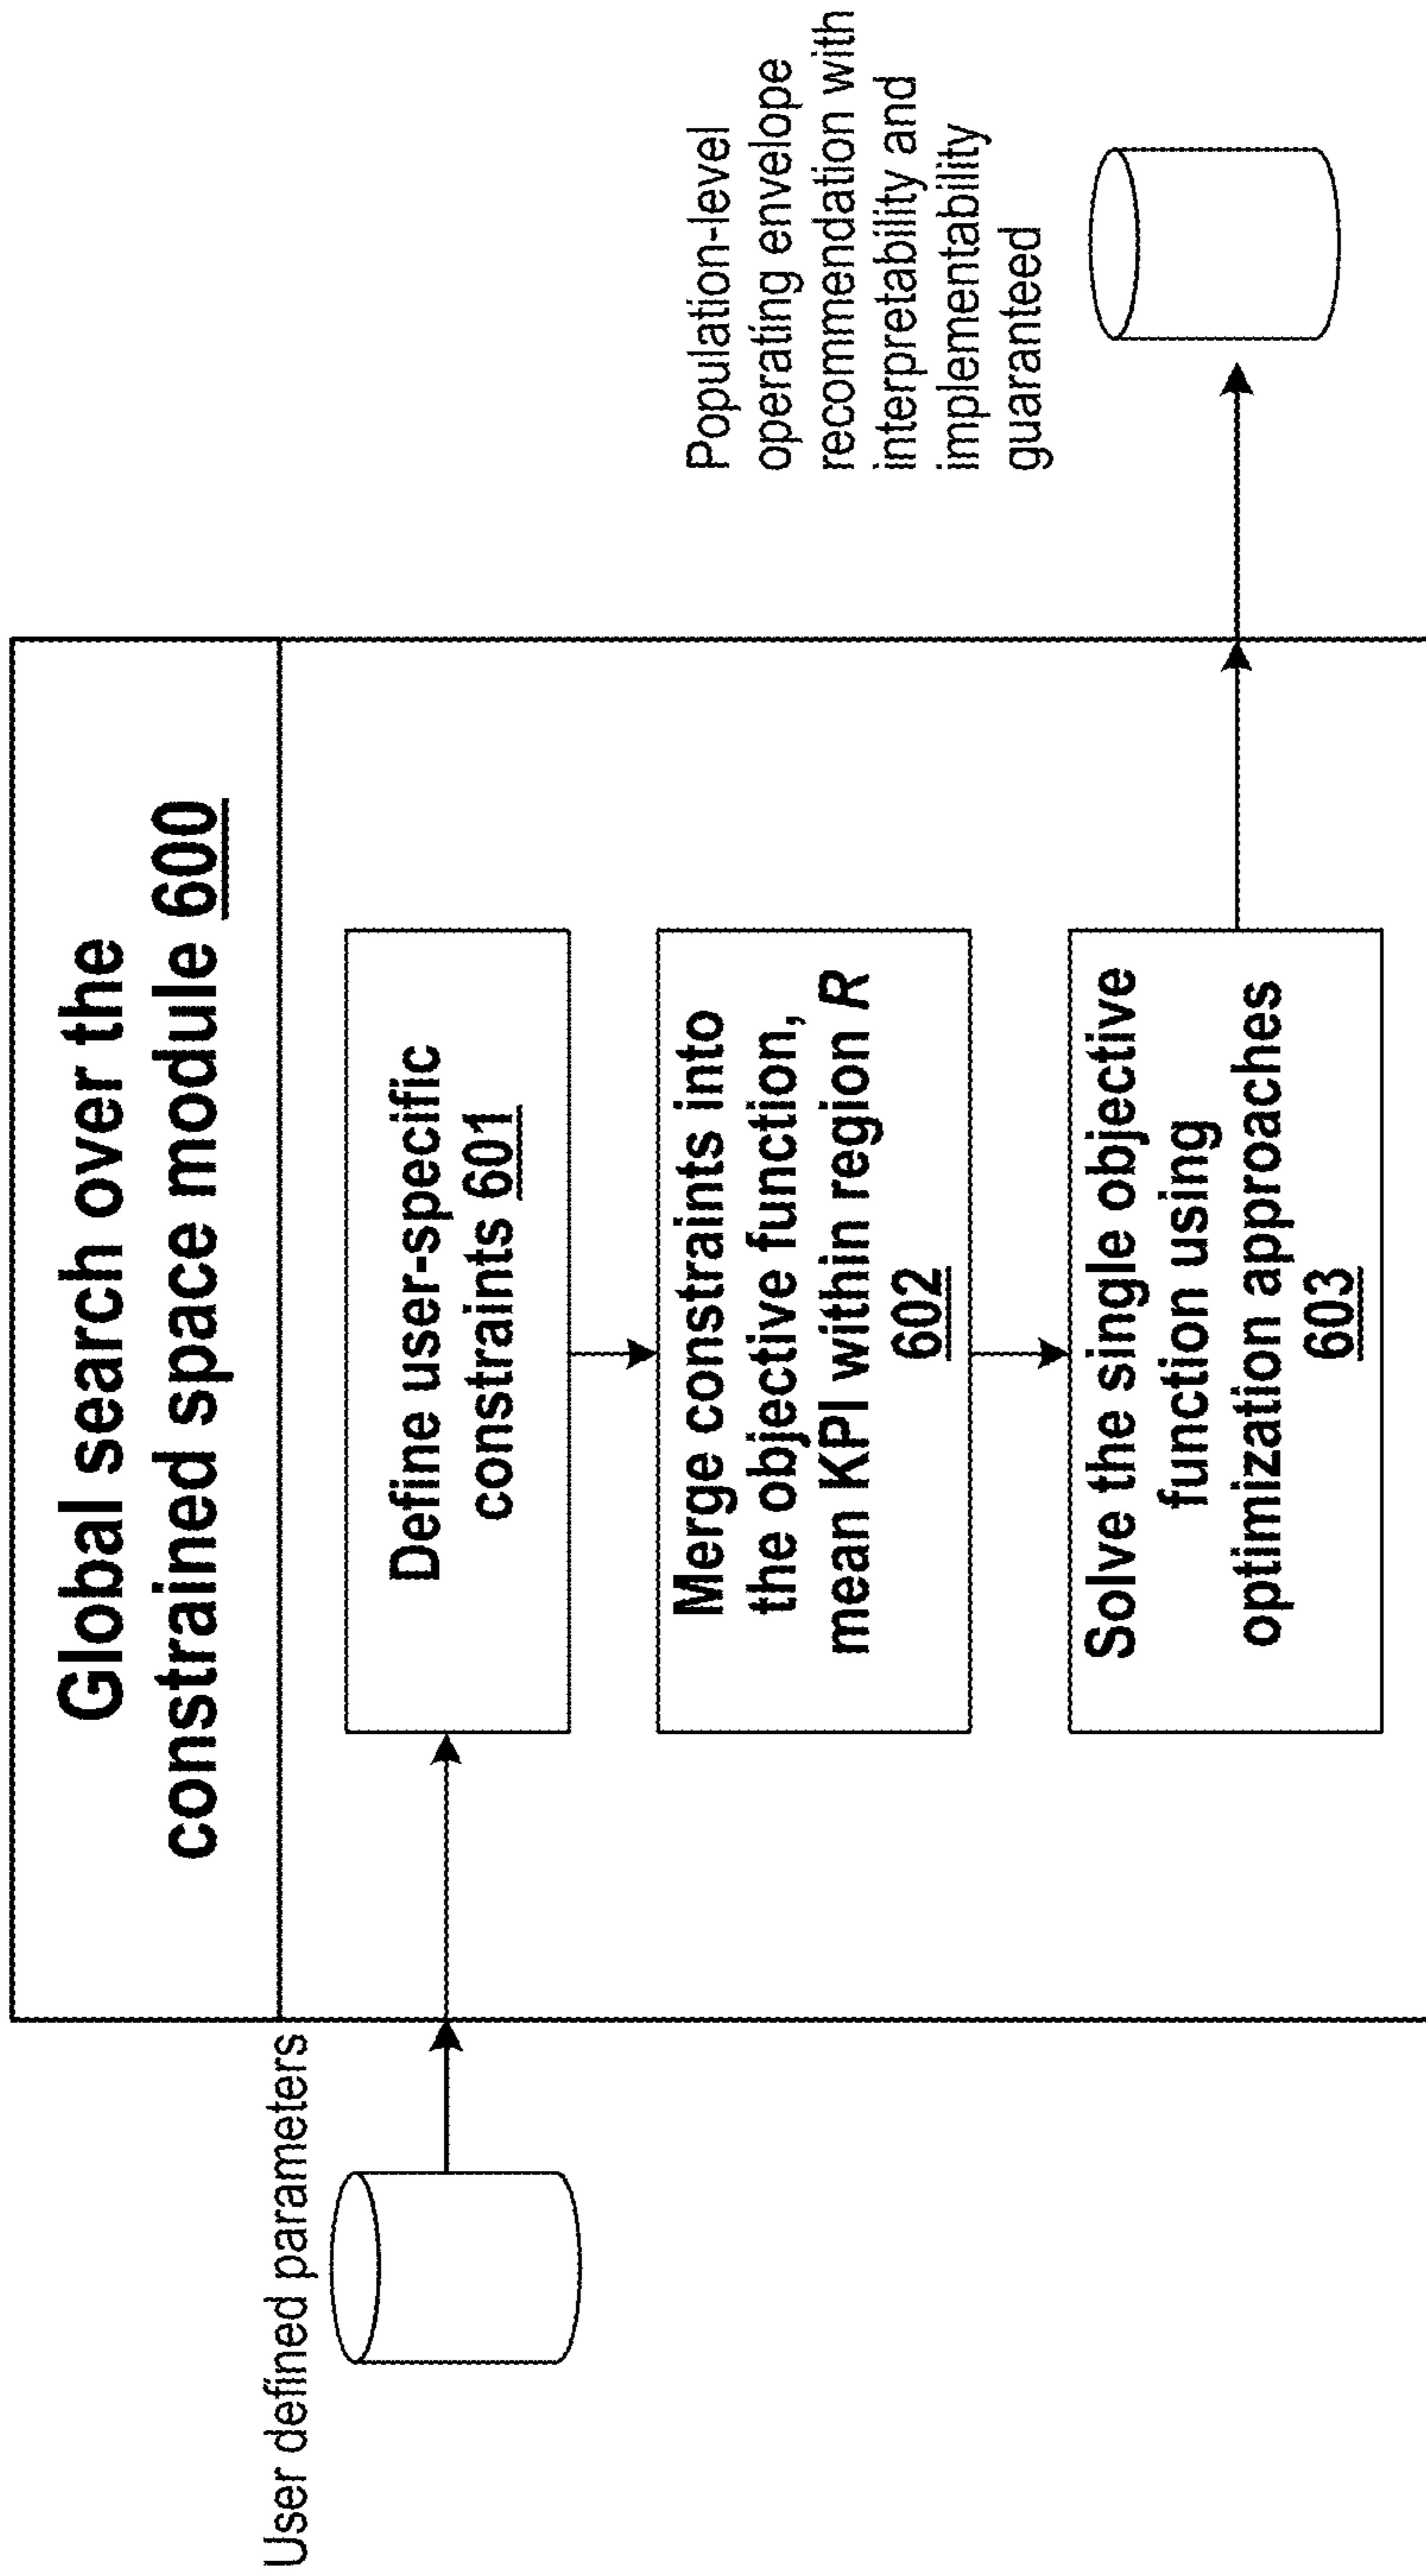 Global search over the
constrained space module 600
User defined parameters
Define user-specific
constraints 601
Merge constraints into
the objective function,
mean KPI within region R
602
Solve the single objective
function using
optimization approaches
603
Population-level
operating envelope
recommendation with
interpretability and
implementability
guaranteed